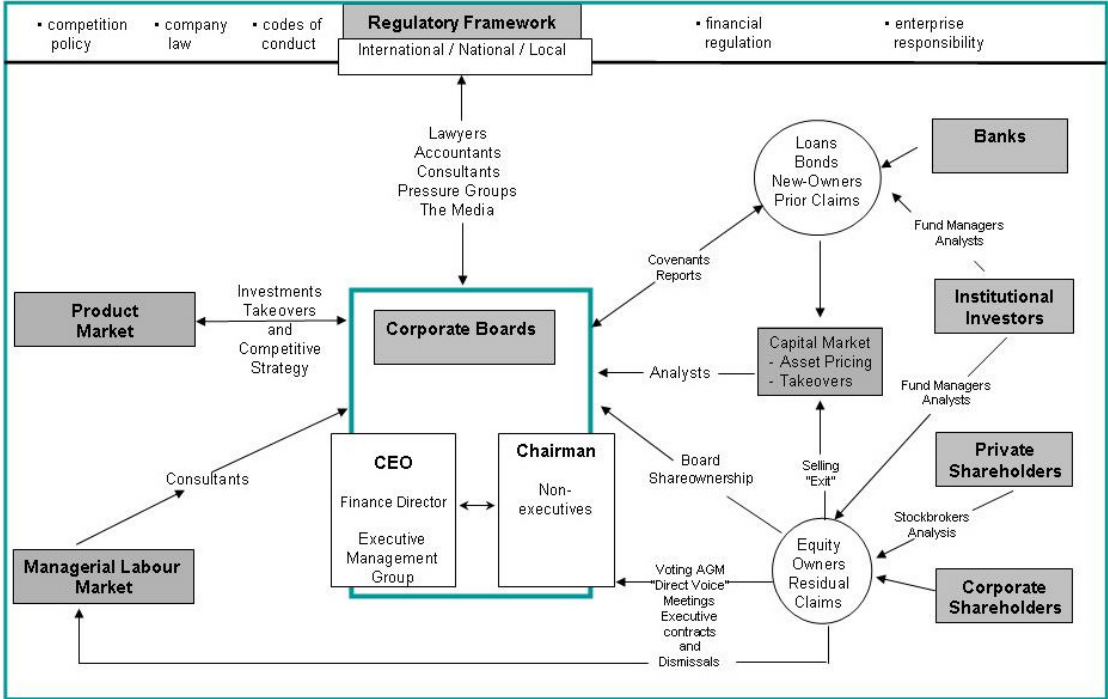 ▪ competition
policy
▪ company
law
▪ codes of
conduct
Regulatory Framework
International / National / Local
▪ financial
regulation
▪ enterprise
responsibility
Lawyers
Accountants
Consultants
Pressure Groups
The Media
Loans
Bonds
New-Owners
Prior Claims
Banks
Fund Managers
Analysts
Covenants
Reports
Institutional
Investors
Product
Market
Investments
Takeovers
and
Competitive
Strategy
Corporate Boards
Capital Market
- Asset Pricing
- Takeovers
Analysts
Fund Managers
Analysts
CEO
Finance Director
Executive
Management
Group
Chairman
Non-
executives
Board
Shareownership
Selling
"Exit"
Private
Shareholders
Stockbrokers
Analysis
Consultants
Managerial Labour
Market
Voting AGM
"Direct Voice"
Meetings
Executive
contracts
and
Dismissals
Equity
Owners
Residual
Claims
Corporate
Shareholders